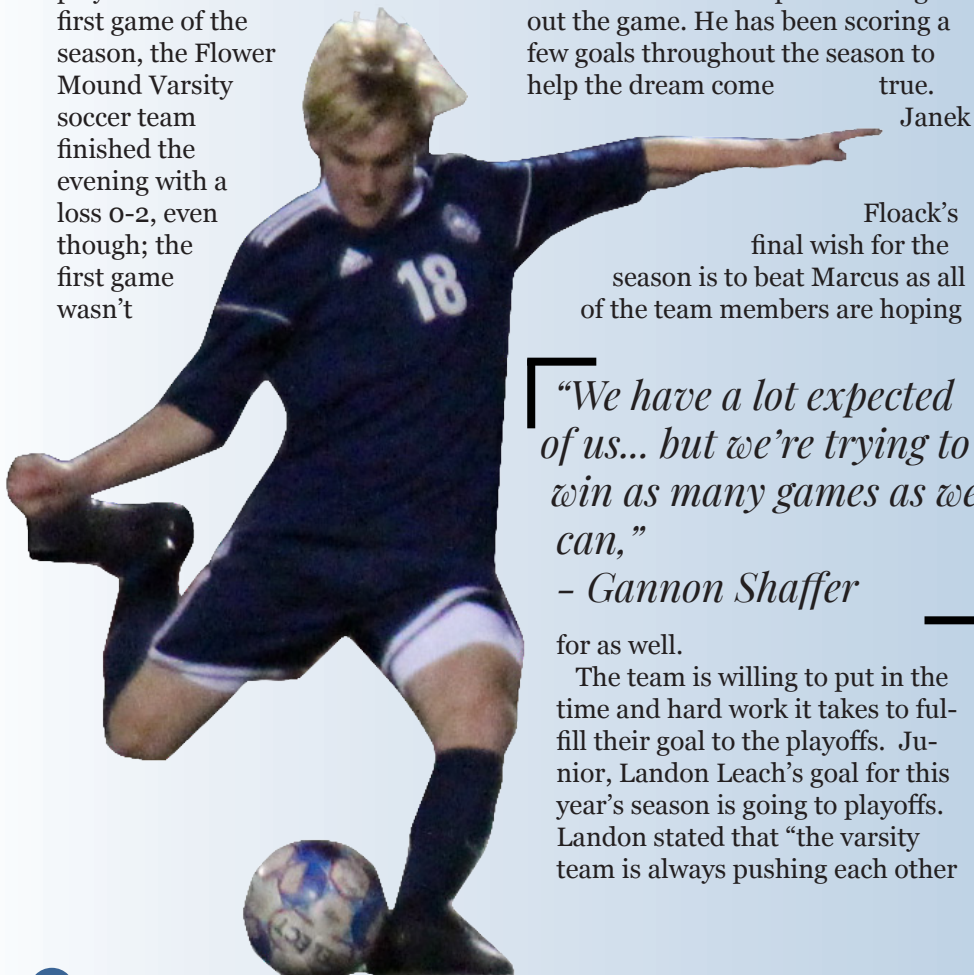 first game of the
season, the Flower
Mound Varsity
soccer team
finished the
evening with a
loss 0-2, even
though; the
first game
wasn't
18
SELECT
out the game. He has been scoring a
few goals throughout the season to
help the dream come true.
Janek
Floack’s
final wish for the
season is to beat Marcus as all
of the team members are hoping
“We have a lot expected
of us... but we’re trying to
win as many games as we
can,”
- Gannon Shaffer
for as well.
The team is willing to put in the
time and hard work it takes to ful-
fill their goal to the playoffs. Ju-
nior, Landon Leach’s goal for this
year’s season is going to playoffs.
Landon stated that “the varsity
team is always pushing each other